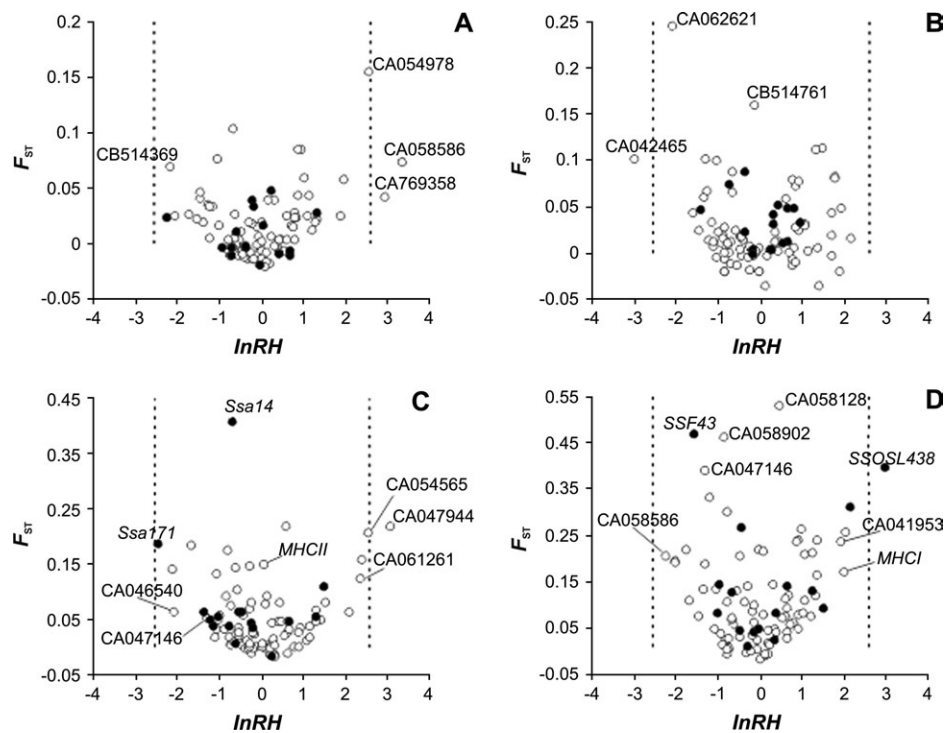 A
0.2
0.15
0.1
0.05
0
-0.05
FST
CA054978
CB514369
CA058586
CA769358
-4 -3 -2 -1 0 1 2 3 4
lnRH
B
0.25
0.20
0.15
0.10
0.05
0
-0.05
FST
CA062621
CB514761
CA042465
-4 -3 -2 -1 0 1 2 3 4
lnRH
C
0.45
0.35
0.25
0.15
0.05
-0.05
FST
Ssa14
CA054565
CA047944
Ssa171
MHCII
CA061261
CA046540
CA047146
-4 -3 -2 -1 0 1 2 3 4
lnRH
D
0.55
0.45
0.35
0.25
0.15
0.05
-0.05
FST
CA058128
SSF43
CA058902
SSOSL438
CA047146
CA058586
CA041953
MHCI
-4 -3 -2 -1 0 1 2 3 4
lnRH